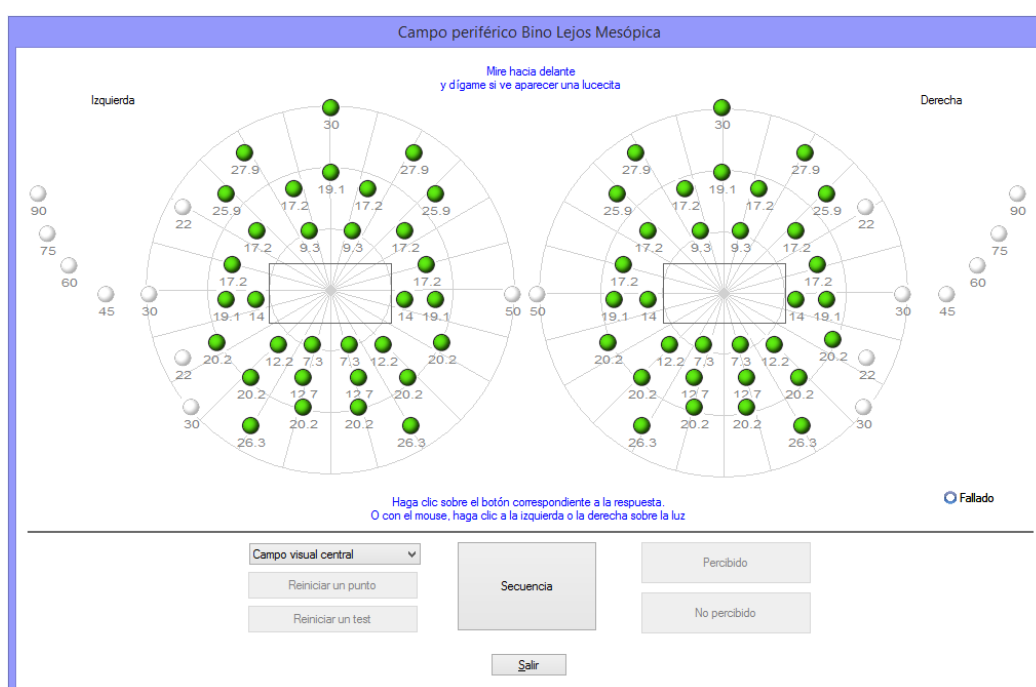 Campo periférico Bino Lejos Mesópica
Mire hacia delante
y dígame si ve aparecer una lucecita
Izquierda
Derecha
30 30
27.9 27.9 27.9 27.9
19.1 19.1
17.2 17.2 17.2 17.2
90 25.9 25.9 25.9 25.9 90
22 22
75 17.2 9.3 9.3 17.2 17.2 9.3 9.3 17.2 75
60 17.2 17.2 17.2 17.2 60
45 30 19.1 14 14 19.1 50 50 19.1 14 14 19.1 30 45
20.2 12.2 7.3 7.3 12.2 20.2 20.2 12.2 7.3 7.3 12.2 20.2
22 22
20.2 12.7 12.7 20.2 20.2 12.7 12.7 20.2
30 20.2 20.2 20.2 20.2 30
26.3 26.3 26.3 26.3
Haga clic sobre el botón correspondiente a la respuesta.
O con el mouse, haga clic a la izquierda o la derecha sobre la luz
Fallado
Campo visual central
Reiniciar un punto
Reiniciar un test
Secuencia
Percibido
No percibido
Salir